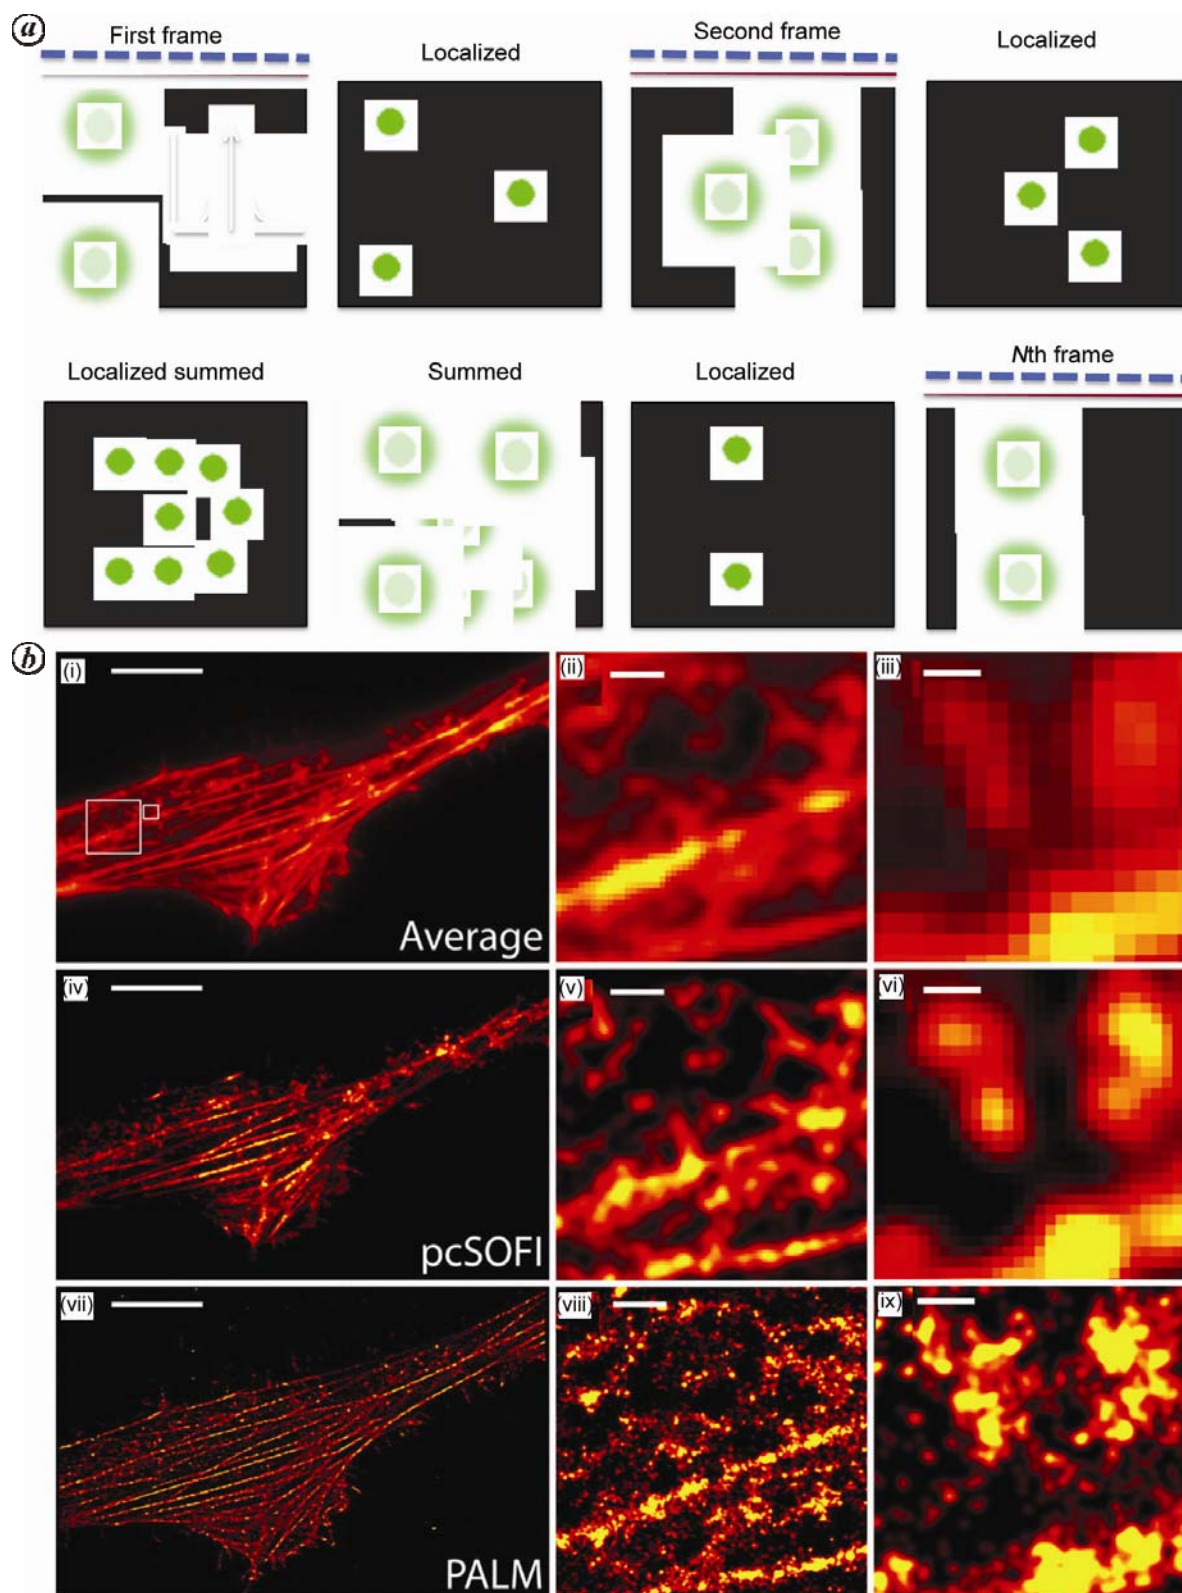 a
First frame
Localized
Second frame
Localized
Localized summed
Summed
Localized
Nth frame
b
(i)
Average
(ii)
(iii)
(iv)
pcSOFI
(v)
(vi)
(vii)
PALM
(viii)
(ix)